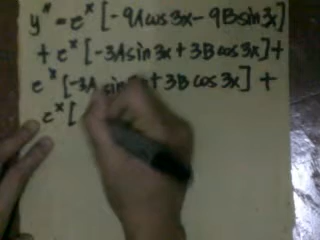 y" = e^x [-9A cos 3x - 9B sin 3x]
+ e^x [-3A sin 3x + 3B cos 3x] +
e^x [-3A sin + 3B cos 3x] +
e^x [